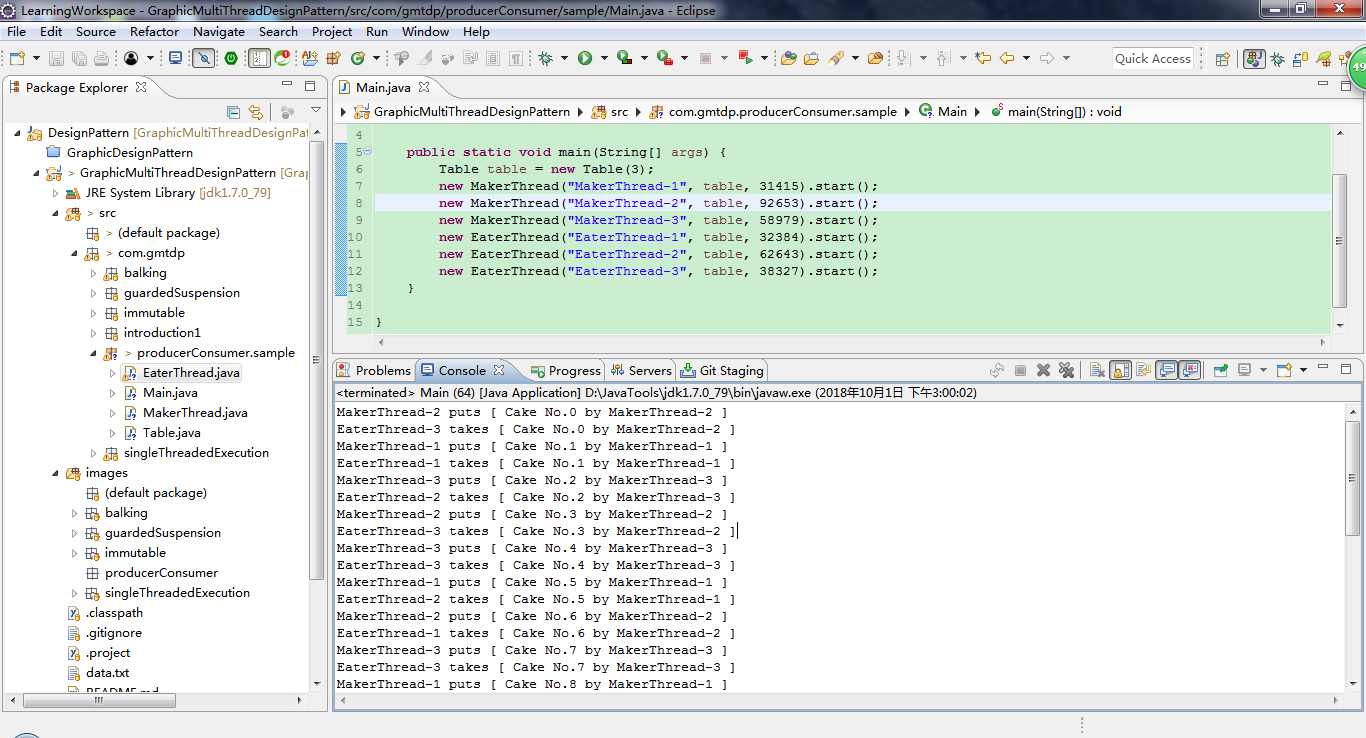 LearningWorkspace - GraphicMultiThreadDesignPattern/src/com/gmtdp/producerConsumer/sample/Main.java - Eclipse
File Edit Source Refactor Navigate Search Project Run Window Help
Quick Access
49
Package Explorer
DesignPattern [GraphicMultiThreadDesignPat
GraphicDesignPattern
> GraphicMultiThreadDesignPattern [Grap
JRE System Library [jdk1.7.0_79]
> src
> (default package)
> com.gmtdp
balking
guardedSuspension
immutable
introduction1
> producerConsumer.sample
EaterThread.java
Main.java
MakerThread.java
Table.java
singleThreadedExecution
images
(default package)
balking
guardedSuspension
immutable
producerConsumer
singleThreadedExecution
.classpath
.gitignore
.project
data.txt
README.md
Main.java
GraphicMultiThreadDesignPattern src com.gmtdp.producerConsumer.sample Main main(String[]) : void
4
5 public static void main(String[] args) {
6 Table table = new Table(3);
7 new MakerThread("MakerThread-1", table, 31415).start();
8 new MakerThread("MakerThread-2", table, 92653).start();
9 new MakerThread("MakerThread-3", table, 58979).start();
10 new EaterThread("EaterThread-1", table, 32384).start();
11 new EaterThread("EaterThread-2", table, 62643).start();
12 new EaterThread("EaterThread-3", table, 38327).start();
13 }
14
15 }
Problems Console Progress Servers Git Staging
<terminated> Main (64) [Java Application] D:\JavaTools\jdk1.7.0_79\bin\javaw.exe (2018年10月1日 下午3:00:02)
MakerThread-2 puts [ Cake No.0 by MakerThread-2 ]
EaterThread-3 takes [ Cake No.0 by MakerThread-2 ]
MakerThread-1 puts [ Cake No.1 by MakerThread-1 ]
EaterThread-1 takes [ Cake No.1 by MakerThread-1 ]
MakerThread-3 puts [ Cake No.2 by MakerThread-3 ]
EaterThread-2 takes [ Cake No.2 by MakerThread-3 ]
MakerThread-2 puts [ Cake No.3 by MakerThread-2 ]
EaterThread-3 takes [ Cake No.3 by MakerThread-2 ]
MakerThread-3 puts [ Cake No.4 by MakerThread-3 ]
EaterThread-3 takes [ Cake No.4 by MakerThread-3 ]
MakerThread-1 puts [ Cake No.5 by MakerThread-1 ]
EaterThread-2 takes [ Cake No.5 by MakerThread-1 ]
MakerThread-2 puts [ Cake No.6 by MakerThread-2 ]
EaterThread-1 takes [ Cake No.6 by MakerThread-2 ]
MakerThread-3 puts [ Cake No.7 by MakerThread-3 ]
EaterThread-3 takes [ Cake No.7 by MakerThread-3 ]
MakerThread-1 puts [ Cake No.8 by MakerThread-1 ]